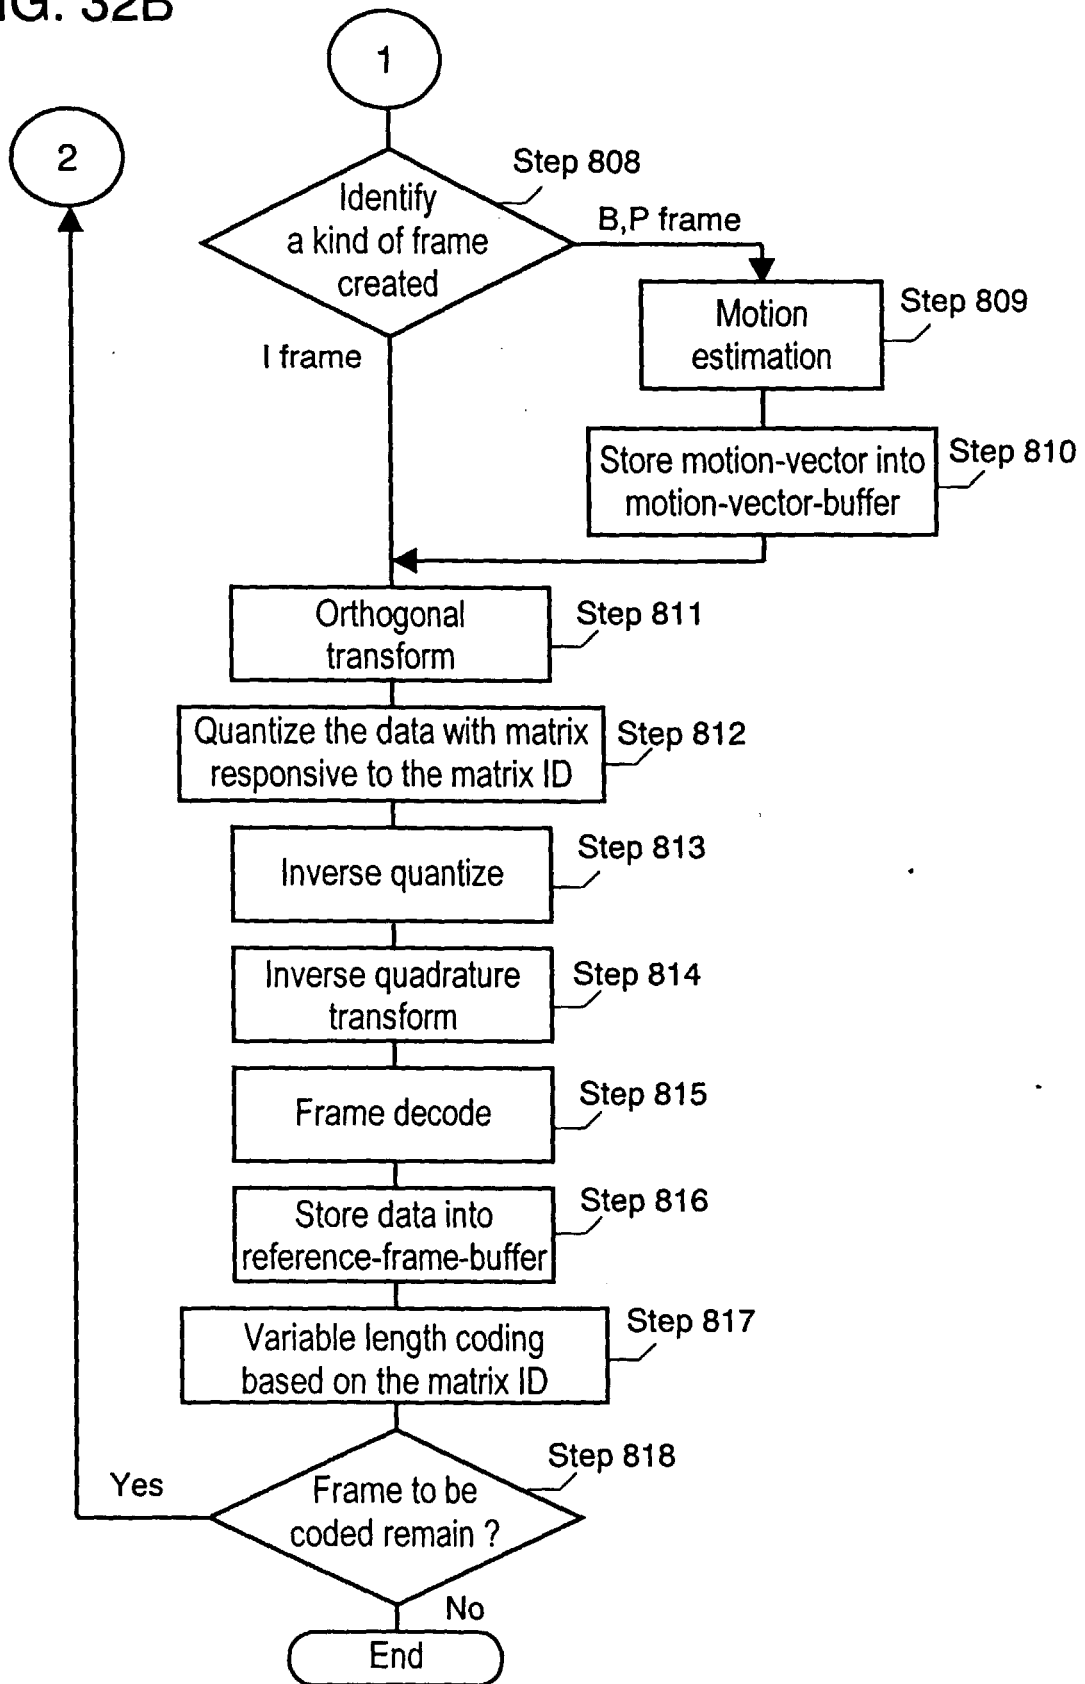 FIG. 32B
1
2
Step 808
Identify
a kind of frame
created
B,P frame
I frame
Motion
estimation
Step 809
Store motion-vector into
motion-vector-buffer
Step 810
Orthogonal
transform
Step 811
Quantize the data with matrix
responsive to the matrix ID
Step 812
Inverse quantize
Step 813
Inverse quadrature
transform
Step 814
Frame decode
Step 815
Store data into
reference-frame-buffer
Step 816
Variable length coding
based on the matrix ID
Step 817
Step 818
Frame to be
coded remain ?
Yes
No
End